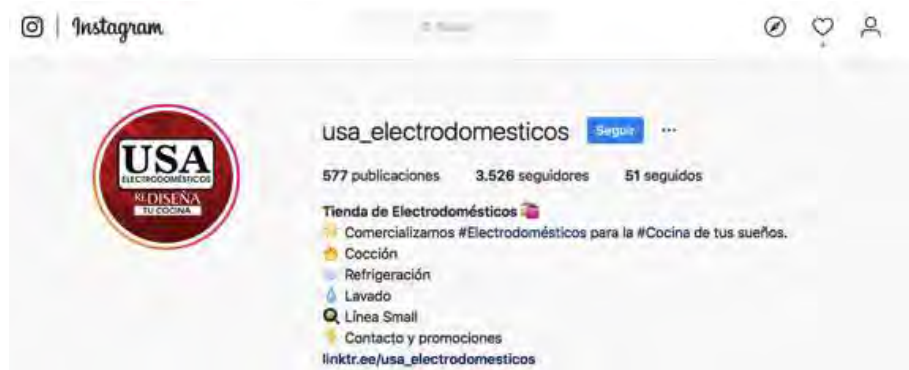 Instagram
usa_electrodomesticos Seguir ...
577 publicaciones 3.526 seguidores 51 seguidos
USA
ELECTRODOMÉSTICOS
REDISEÑA
TU COCINA
Tienda de Electrodomésticos
Comercializamos #Electrodomésticos para la #Cocina de tus sueños.
Cocción
Refrigeración
Lavado
Línea Small
Contacto y promociones
linktr.ee/usa_electrodomesticos